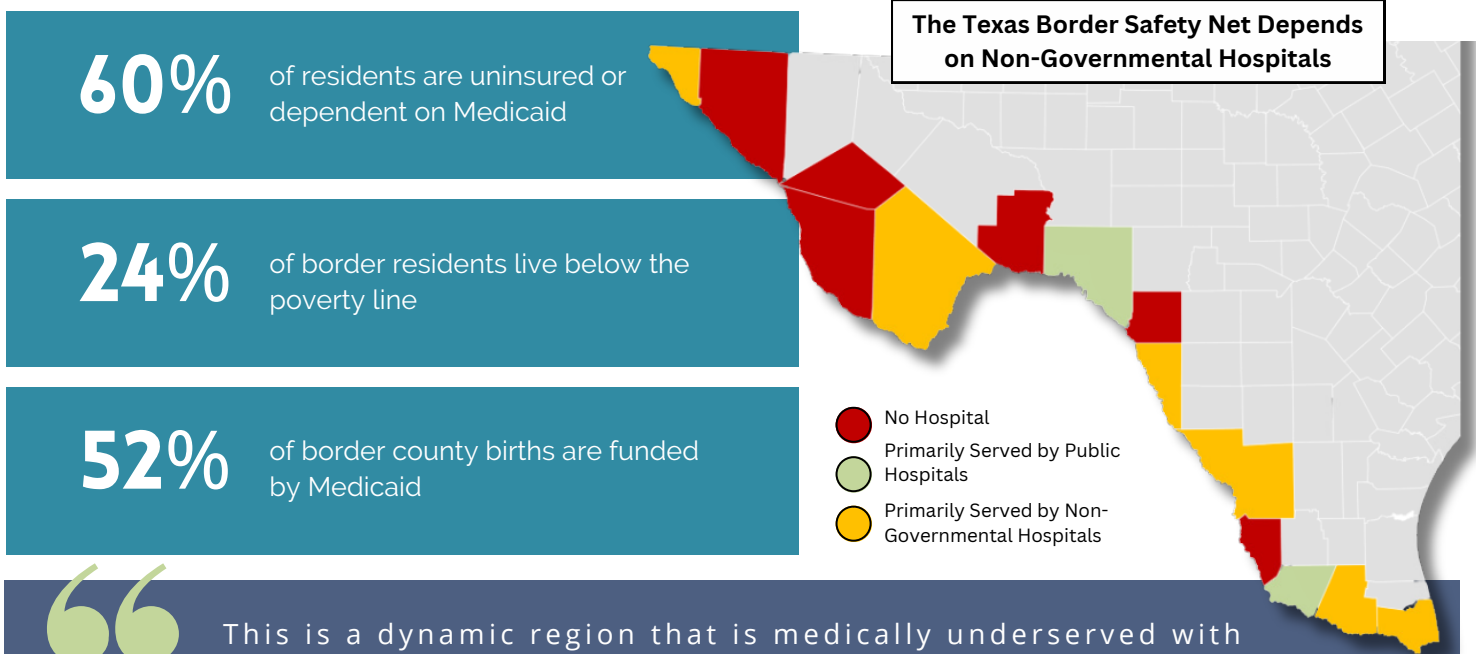 60%
of residents are uninsured or
dependent on Medicaid
24%
of border residents live below the
poverty line
52%
of border county births are funded
by Medicaid
The Texas Border Safety Net Depends
on Non-Governmental Hospitals
No Hospital
Primarily Served by Public
Hospitals
Primarily Served by Non-
Governmental Hospitals
“
This is a dynamic region that is medically underserved with